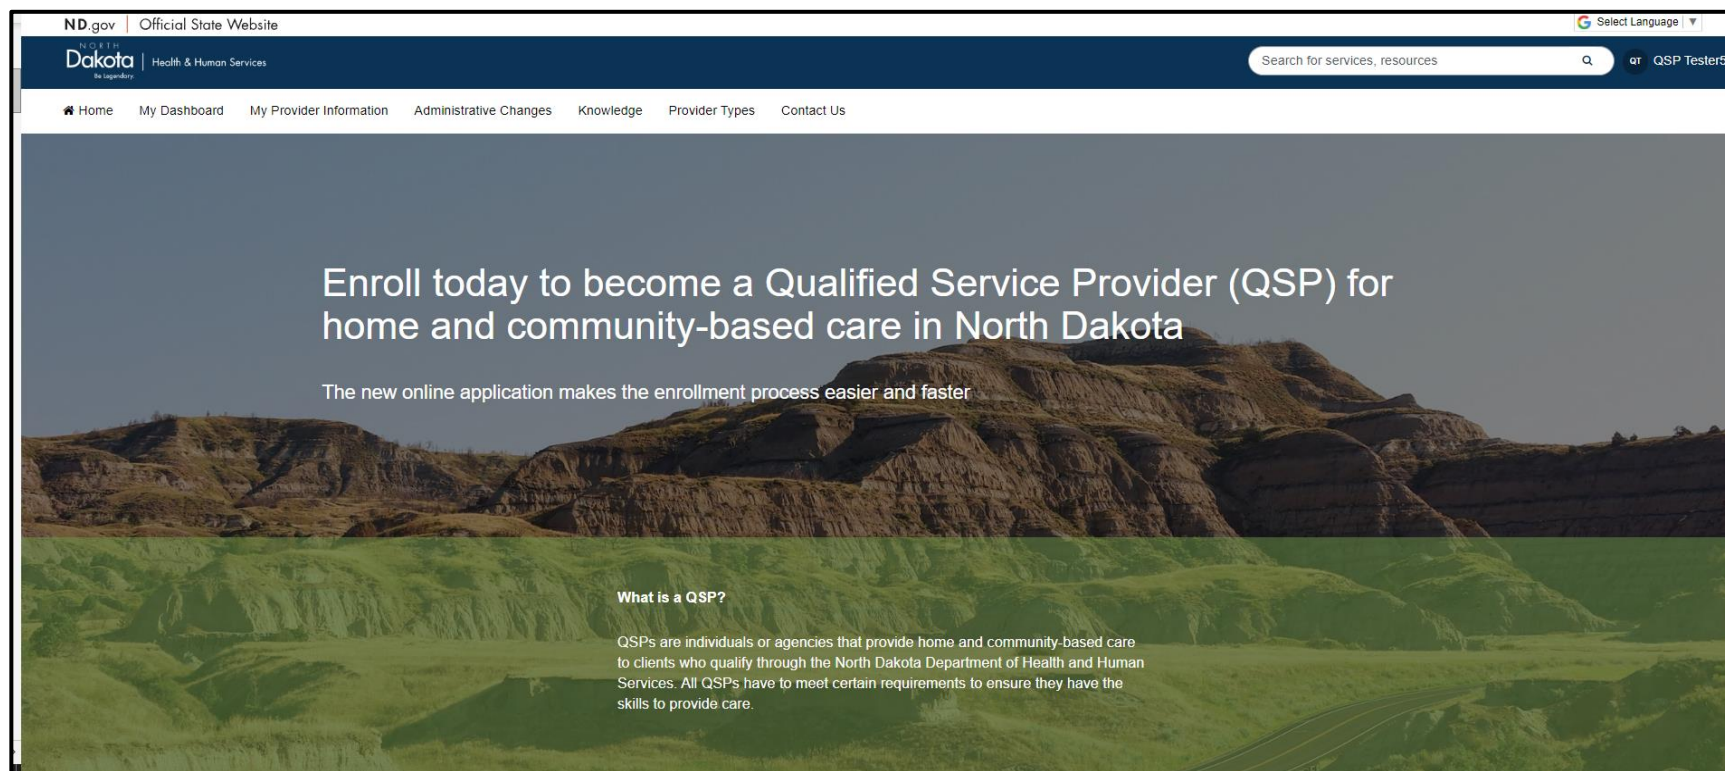 ND.gov | Official State Website
Select Language ▼
NORTH
Dakota | Health & Human Services
Be Legendary.
Search for services, resources
QT QSP Tester5
Home My Dashboard My Provider Information Administrative Changes Knowledge Provider Types Contact Us
Enroll today to become a Qualified Service Provider (QSP) for
home and community-based care in North Dakota
The new online application makes the enrollment process easier and faster
What is a QSP?
QSPs are individuals or agencies that provide home and community-based care
to clients who qualify through the North Dakota Department of Health and Human
Services. All QSPs have to meet certain requirements to ensure they have the
skills to provide care.